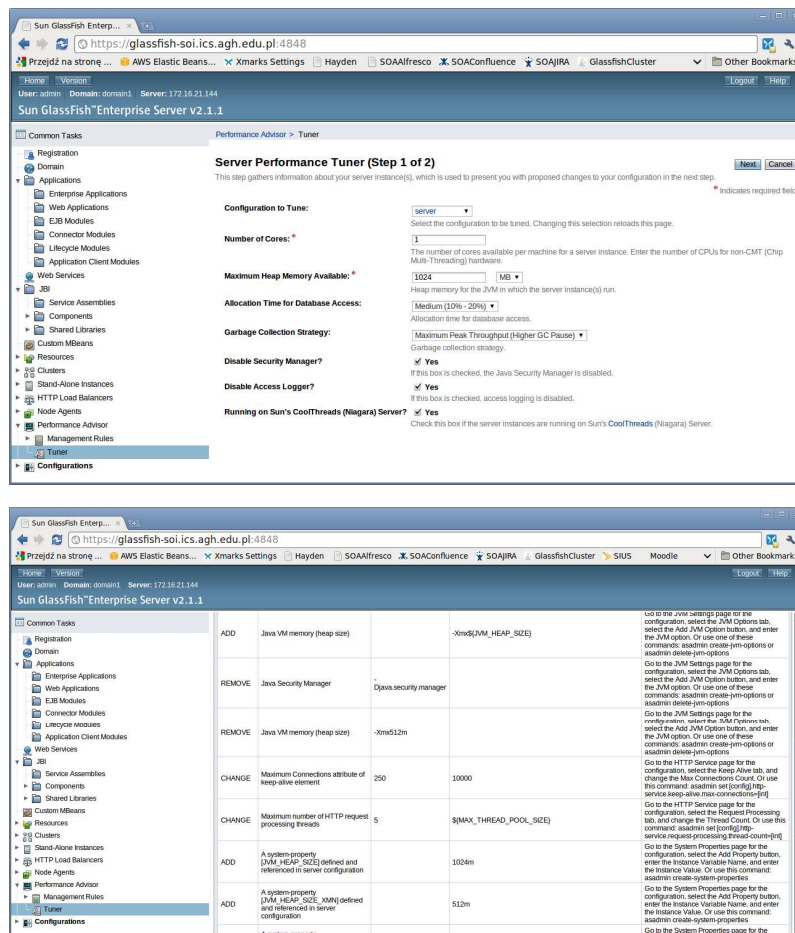 Sun GlassFish Enterp... ×
https://glassfish-soi.ics.agh.edu.pl:4848
Przejdź na stronę ... AWS Elastic Beans... Xmarks Settings Hayden SOAAlfresco SOAConfluence SOAJIRA GlassfishCluster Other Bookmarks
Home Version Logout Help
User: admin Domain: domain1 Server: 172.16.21.144
Sun GlassFish™ Enterprise Server v2.1.1
Common Tasks
Registration
Domain
Applications
Enterprise Applications
Web Applications
EJB Modules
Connector Modules
Lifecycle Modules
Application Client Modules
Web Services
JBI
Service Assemblies
Components
Shared Libraries
Custom MBeans
Resources
Clusters
Stand-Alone Instances
HTTP Load Balancers
Node Agents
Performance Advisor
Management Rules
Tuner
Configurations
Performance Advisor > Tuner
Server Performance Tuner (Step 1 of 2) Next Cancel
This step gathers information about your server instance(s), which is used to present you with proposed changes to your configuration in the next step.
* Indicates required field
Configuration to Tune: server
Select the configuration to be tuned. Changing this selection reloads this page.
Number of Cores: * 1
The number of cores available per machine for a server instance. Enter the number of CPUs for non-CMT (Chip
Multi-Threading) hardware.
Maximum Heap Memory Available: * 1024 MB
Heap memory for the JVM in which the server instance(s) run.
Allocation Time for Database Access: Medium (10% - 20%)
Allocation time for database access.
Garbage Collection Strategy: Maximum Peak Throughput (Higher GC Pause)
Garbage collection strategy.
Disable Security Manager? Yes
If this box is checked, the Java Security Manager is disabled.
Disable Access Logger? Yes
If this box is checked, access logging is disabled.
Running on Sun's CoolThreads (Niagara) Server? Yes
Check this box if the server instances are running on Sun's CoolThreads (Niagara) Server.
Sun GlassFish Enterp... ×
https://glassfish-soi.ics.agh.edu.pl:4848
Przejdź na stronę ... AWS Elastic Beans... Xmarks Settings Hayden SOAAlfresco SOAConfluence SOAJIRA GlassfishCluster SIUS Moodle Other Bookmark
Home Version Logout Help
User: admin Domain: domain1 Server: 172.16.21.144
Sun GlassFish™ Enterprise Server v2.1.1
Common Tasks
Registration
Domain
Applications
Enterprise Applications
Web Applications
EJB Modules
Connector Modules
Lifecycle Modules
Application Client Modules
Web Services
JBI
Service Assemblies
Components
Shared Libraries
Custom MBeans
Resources
Clusters
Stand-Alone Instances
HTTP Load Balancers
Node Agents
Performance Advisor
Management Rules
Tuner
Configurations
ADD Java VM memory (heap size) -Xmx${JVM_HEAP_SIZE}
Go to the JVM Settings page for the
configuration, select the JVM Options tab,
select the Add JVM Option button, and enter
the JVM option. Or use one of these
commands: asadmin create-jvm-options or
asadmin delete-jvm-options
REMOVE Java Security Manager -
Djava.security.manager
Go to the JVM Settings page for the
configuration, select the JVM Options tab,
select the Add JVM Option button, and enter
the JVM option. Or use one of these
commands: asadmin create-jvm-options or
asadmin delete-jvm-options
REMOVE Java VM memory (heap size) -Xmx512m
Go to the JVM Settings page for the
configuration, select the JVM Options tab,
select the Add JVM Option button, and enter
the JVM option. Or use one of these
commands: asadmin create-jvm-options or
asadmin delete-jvm-options
CHANGE Maximum Connections attribute of
keep-alive element 250 10000
Go to the HTTP Service page for the
configuration, select the Keep Alive tab, and
change the Max Connections Count. Or use
this command: asadmin set [config].http-
service.keep-alive.max-connections=[int]
CHANGE Maximum number of HTTP request
processing threads 5 ${MAX_THREAD_POOL_SIZE}
Go to the HTTP Service page for the
configuration, select the Request Processing
tab, and change the Thread Count. Or use this
command: asadmin set [config].http-
service.request-processing.thread-count=[int]
ADD A system-property
[JVM_HEAP_SIZE] defined and
referenced in server configuration 1024m
Go to the System Properties page for the
configuration, select the Add Property button,
enter the Instance Variable Name, and enter
the Instance Value. Or use this command:
asadmin create-system-properties
ADD A system-property
[JVM_HEAP_SIZE_XMN] defined
and referenced in server
configuration 512m
Go to the System Properties page for the
configuration, select the Add Property button,
enter the Instance Variable Name, and enter
the Instance Value. Or use this command:
asadmin create-system-properties
Go to the System Properties page for the